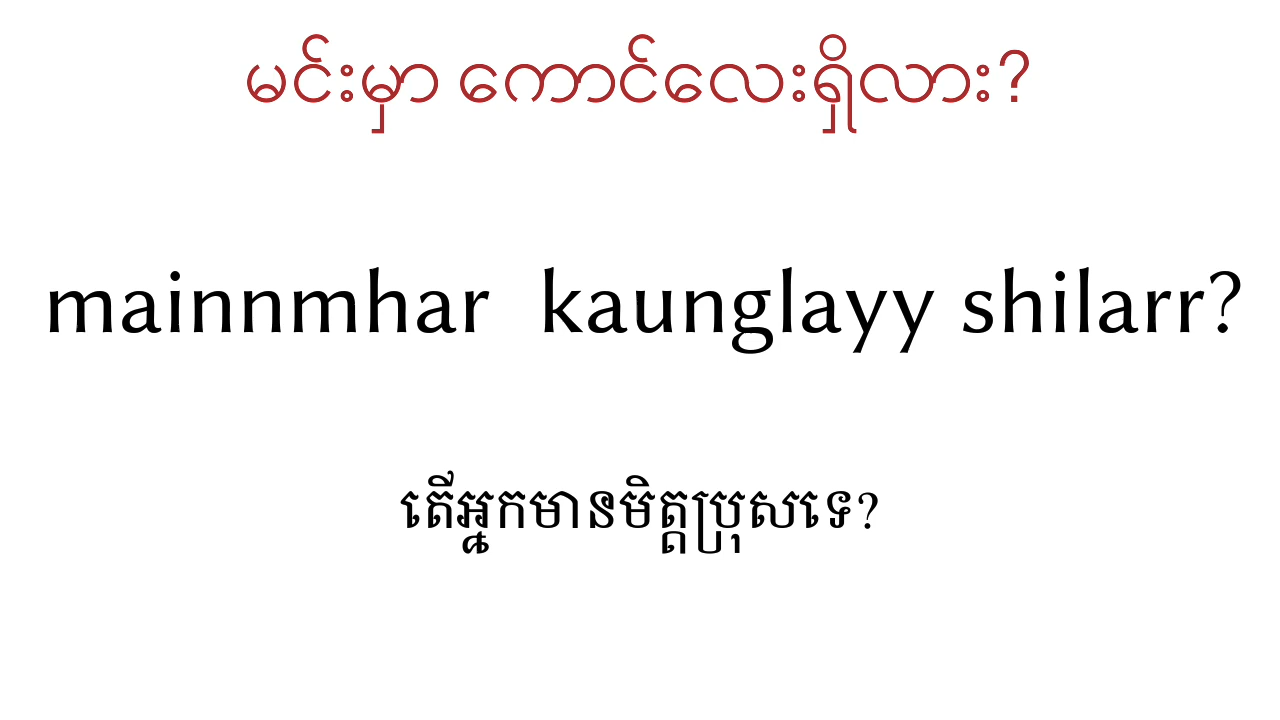 မင်းမှာ ကောင်လေးရှိလား?
mainnmhar kaunglayy shilarr?
តើអ្នកមានមិត្តប្រុសទេ?